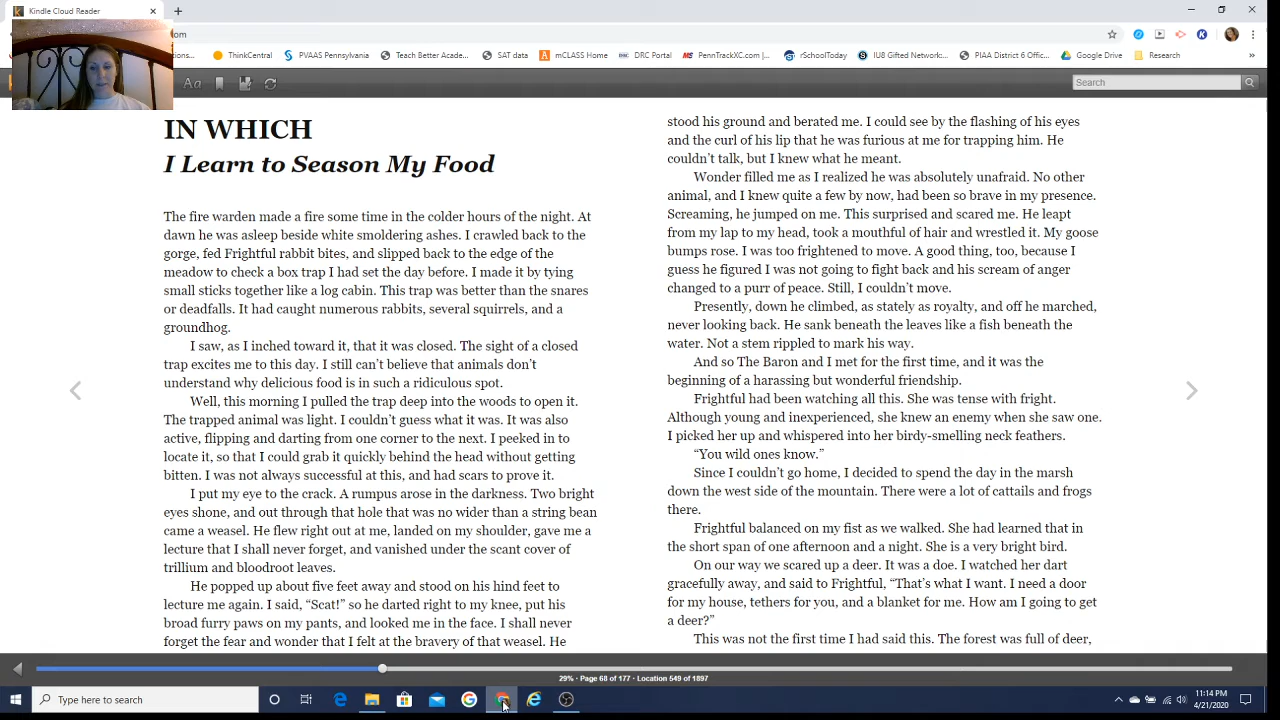 Kindle Cloud Reader
om
ions...
ThinkCentral
PVAAS Pennsylvania
Teach Better Acade...
SAT data
mCLASS Home
DRC Portal
PennTrackXC.com |...
rSchoolToday
IU8 Gifted Network:...
PIAA District 6 Offic...
Google Drive
Research
Aa
Search
IN WHICH
I Learn to Season My Food
The fire warden made a fire some time in the colder hours of the night. At
dawn he was asleep beside white smoldering ashes. I crawled back to the
gorge, fed Frightful rabbit bites, and slipped back to the edge of the
meadow to check a box trap I had set the day before. I made it by tying
small sticks together like a log cabin. This trap was better than the snares
or deadfalls. It had caught numerous rabbits, several squirrels, and a
groundhog.
I saw, as I inched toward it, that it was closed. The sight of a closed
trap excites me to this day. I still can’t believe that animals don’t
understand why delicious food is in such a ridiculous spot.
Well, this morning I pulled the trap deep into the woods to open it.
The trapped animal was light. I couldn’t guess what it was. It was also
active, flipping and darting from one corner to the next. I peeked in to
locate it, so that I could grab it quickly behind the head without getting
bitten. I was not always successful at this, and had scars to prove it.
I put my eye to the crack. A rumpus arose in the darkness. Two bright
eyes shone, and out through that hole that was no wider than a string bean
came a weasel. He flew right out at me, landed on my shoulder, gave me a
lecture that I shall never forget, and vanished under the scant cover of
trillium and bloodroot leaves.
He popped up about five feet away and stood on his hind feet to
lecture me again. I said, “Scat!” so he darted right to my knee, put his
broad furry paws on my pants, and looked me in the face. I shall never
forget the fear and wonder that I felt at the bravery of that weasel. He
stood his ground and berated me. I could see by the flashing of his eyes
and the curl of his lip that he was furious at me for trapping him. He
couldn’t talk, but I knew what he meant.
Wonder filled me as I realized he was absolutely unafraid. No other
animal, and I knew quite a few by now, had been so brave in my presence.
Screaming, he jumped on me. This surprised and scared me. He leapt
from my lap to my head, took a mouthful of hair and wrestled it. My goose
bumps rose. I was too frightened to move. A good thing, too, because I
guess he figured I was not going to fight back and his scream of anger
changed to a purr of peace. Still, I couldn’t move.
Presently, down he climbed, as stately as royalty, and off he marched,
never looking back. He sank beneath the leaves like a fish beneath the
water. Not a stem rippled to mark his way.
And so The Baron and I met for the first time, and it was the
beginning of a harassing but wonderful friendship.
Frightful had been watching all this. She was tense with fright.
Although young and inexperienced, she knew an enemy when she saw one.
I picked her up and whispered into her birdy-smelling neck feathers.
“You wild ones know.”
Since I couldn’t go home, I decided to spend the day in the marsh
down the west side of the mountain. There were a lot of cattails and frogs
there.
Frightful balanced on my fist as we walked. She had learned that in
the short span of one afternoon and a night. She is a very bright bird.
On our way we scared up a deer. It was a doe. I watched her dart
gracefully away, and said to Frightful, “That’s what I want. I need a door
for my house, tethers for you, and a blanket for me. How am I going to get
a deer?”
This was not the first time I had said this. The forest was full of deer,
29% · Page 68 of 177 · Location 549 of 1897
Type here to search
11:14 PM
4/21/2020